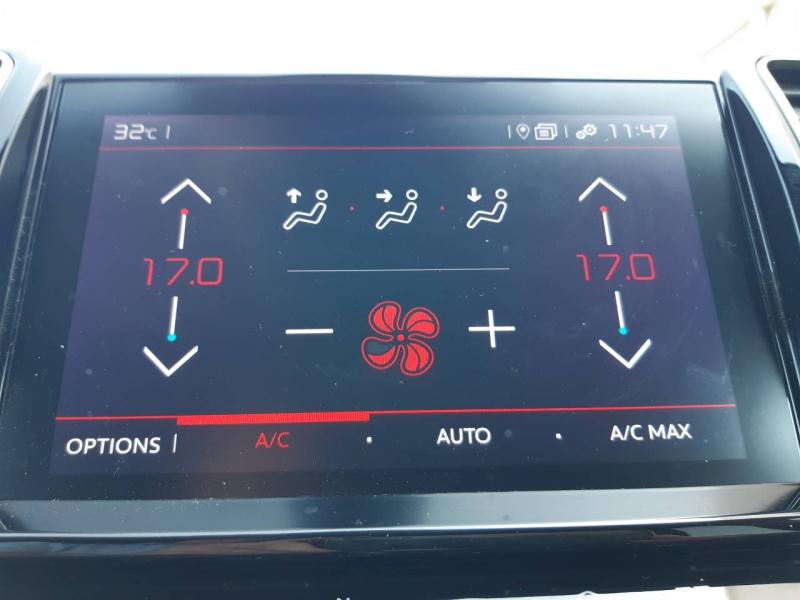 32°C
11:47
17.0 17.0
OPTIONS A/C AUTO A/C MAX